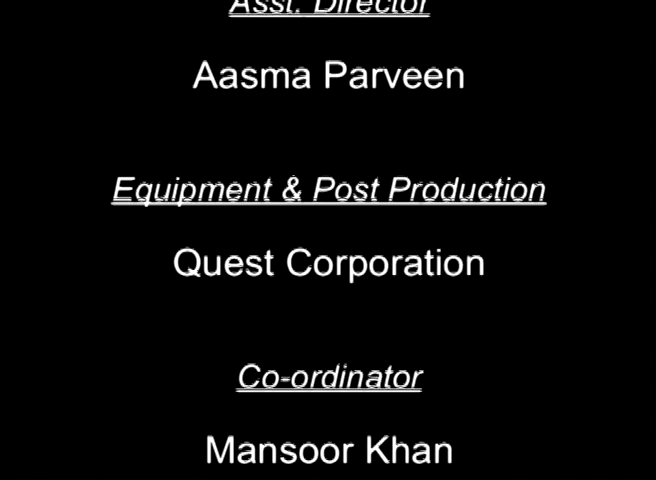 Asst. Director
Aasma Parveen
Equipment & Post Production
Quest Corporation
Co-ordinator
Mansoor Khan